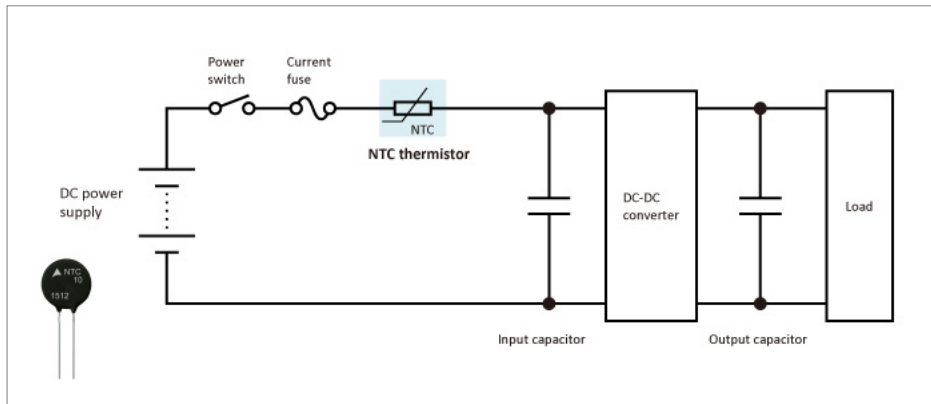 Power
switch
Current
fuse
NTC
NTC thermistor
DC power
supply
DC-DC
converter
Load
NTC
10
1512
Input capacitor
Output capacitor